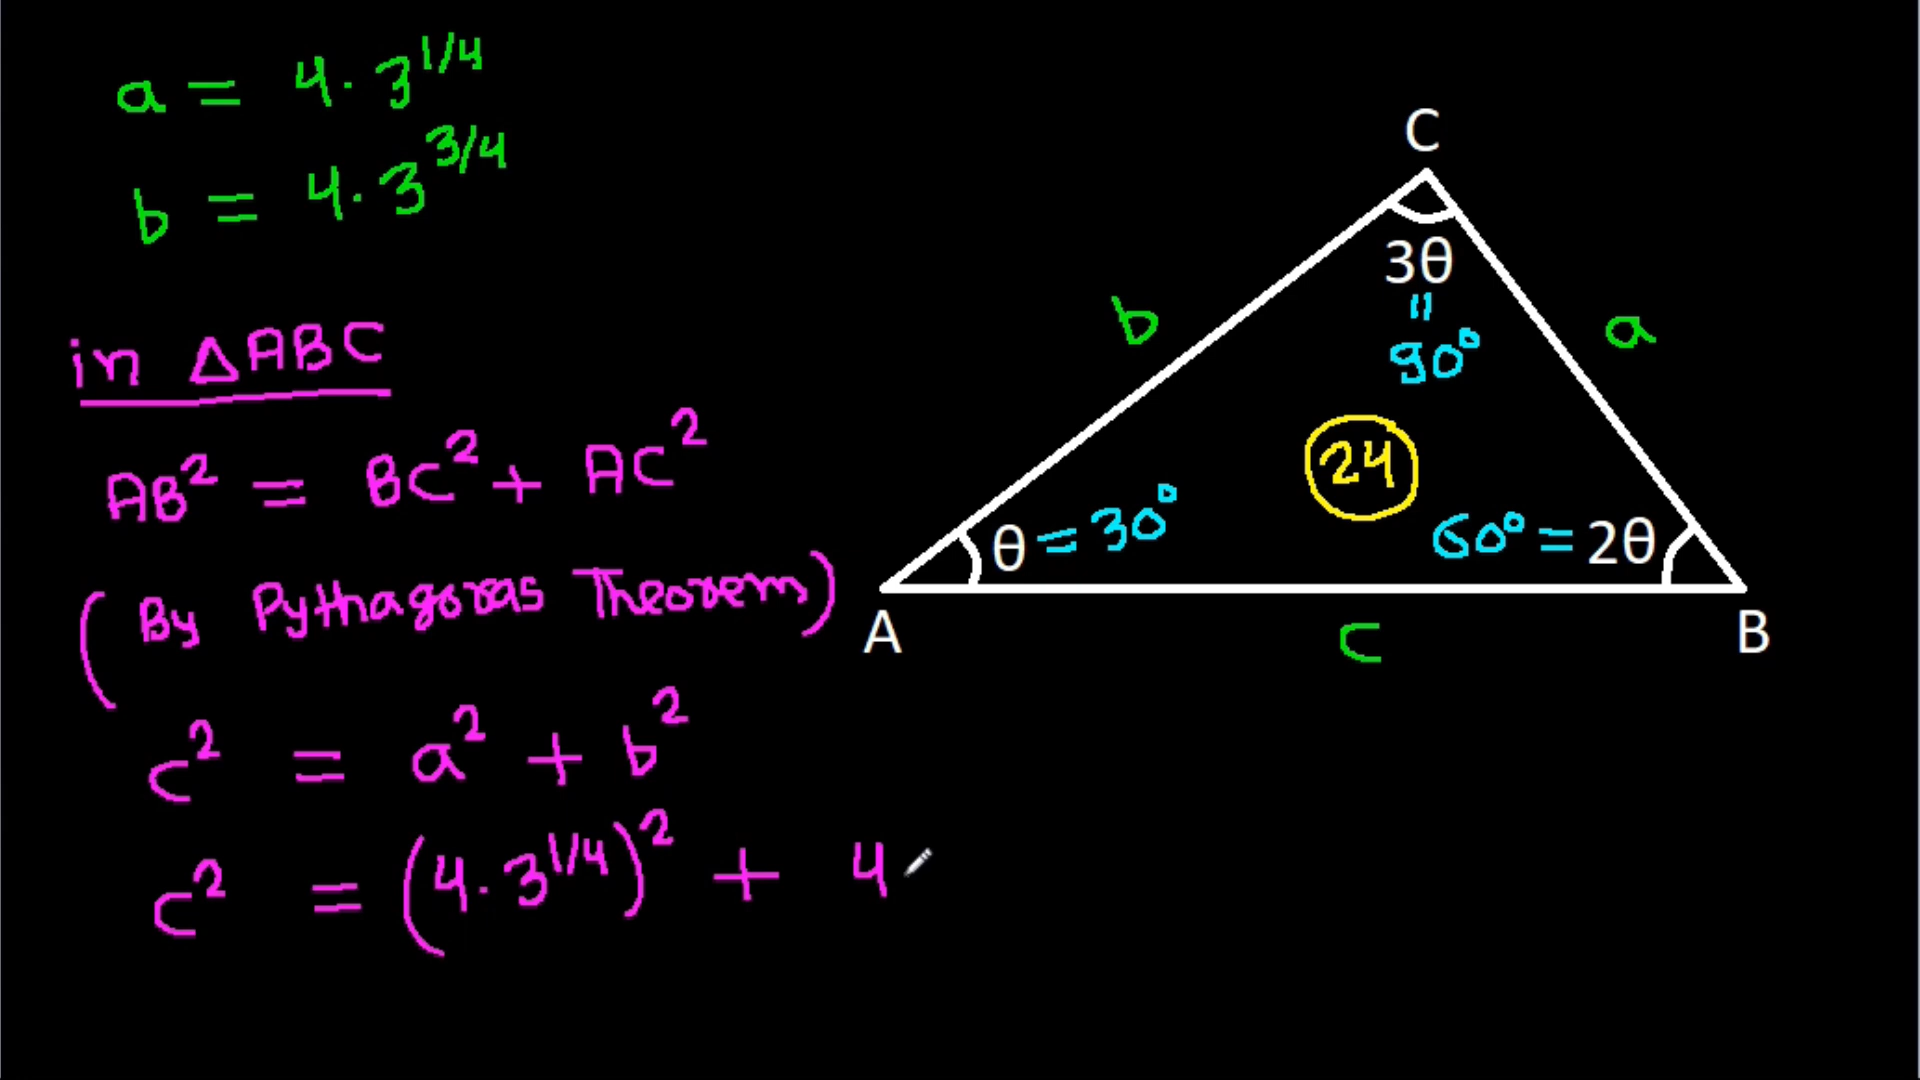 a = 4 · 3^1/4
b = 4 · 3^3/4
in △ABC
AB² = BC² + AC²
(By Pythagoras Theorem)
c² = a² + b²
c² = (4 · 3^1/4)² + 4
C
3θ
=
90°
b
a
24
θ = 30°
60° = 2θ
A
B
c